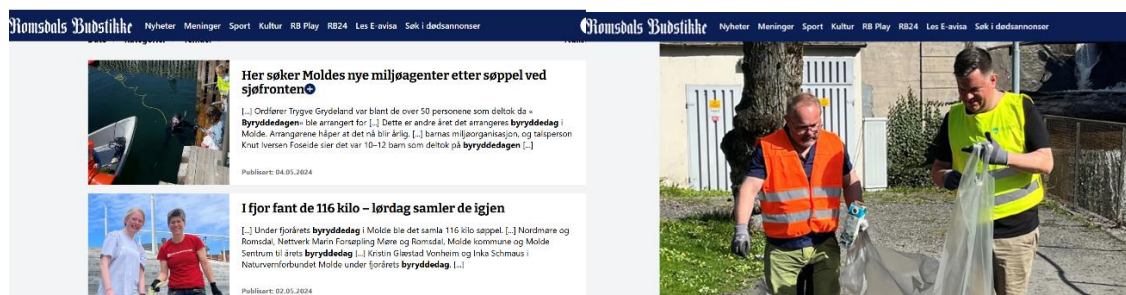 Romsdals Budstikke Nyheter Meninger Sport Kultur RB Play RB24 Les E-avisa Søk i dødsannonser
Her søker Moldes nye miljøagenter etter søppel ved
sjøfronten
[...] Ordfører Trygve Grydeland var blant de over 50 personene som deltok da «
Byryddedagen» ble arrangert for [...] Dette er andre året det arrangeres byryddedag i
Molde. Arrangørene håper at det nå blir årlig. [...] barnas miljøorganisasjon, og talsperson
Knut Iversen Foseide sier det var 10–12 barn som deltok på byryddedagen [...]
Publisert: 04.05.2024
I fjor fant de 116 kilo – lørdag samler de igjen
[...] Under fjorårets byryddedag i Molde ble det samla 116 kilo søppel. [...] Nordmøre og
Romsdal, Nettverk Marin Forsøpling Møre og Romsdal, Molde kommune og Molde
Sentrum til årets byryddedag [...] Kristin Glæstad Vonheim og Inka Schmaus i
Naturvernforbundet Molde under fjorårets byryddedag. [...]
Publisert: 02.05.2024
Romsdals Budstikke Nyheter Meninger Sport Kultur RB Play RB24 Les E-avisa Søk i dødsannonser